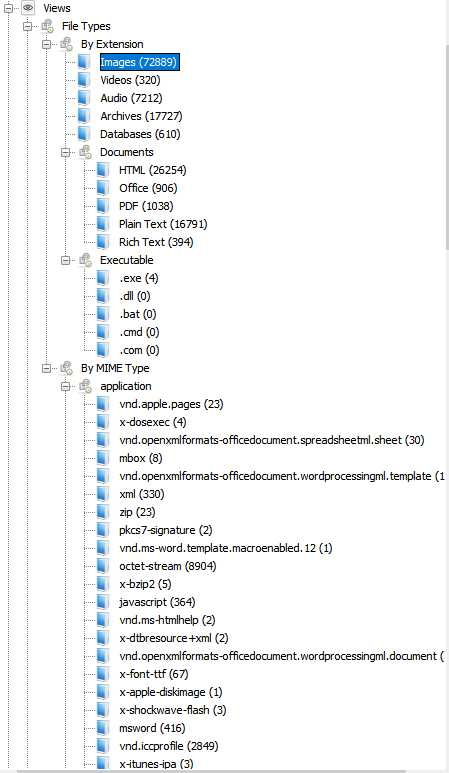 Views
File Types
By Extension
Images (72889)
Videos (320)
Audio (7212)
Archives (17727)
Databases (610)
Documents
HTML (26254)
Office (906)
PDF (1038)
Plain Text (16791)
Rich Text (394)
Executable
.exe (4)
.dll (0)
.bat (0)
.cmd (0)
.com (0)
By MIME Type
application
vnd.apple.pages (23)
x-dosexec (4)
vnd.openxmlformats-officedocument.spreadsheetml.sheet (30)
mbox (8)
vnd.openxmlformats-officedocument.wordprocessingml.template (1
xml (330)
zip (23)
pkcs7-signature (2)
vnd.ms-word.template.macroenabled.12 (1)
octet-stream (8904)
x-bzip2 (5)
javascript (364)
vnd.ms-htmlhelp (2)
x-dtbresource+xml (2)
vnd.openxmlformats-officedocument.wordprocessingml.document (
x-font-ttf (67)
x-apple-diskimage (1)
x-shockwave-flash (3)
msword (416)
vnd.iccprofile (2849)
x-itunes-ipa (3)